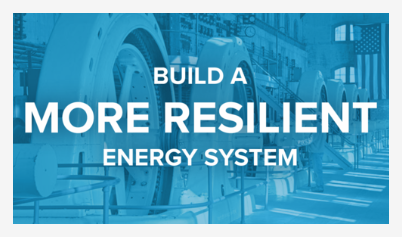 BUILD A
MORE RESILIENT
ENERGY SYSTEM